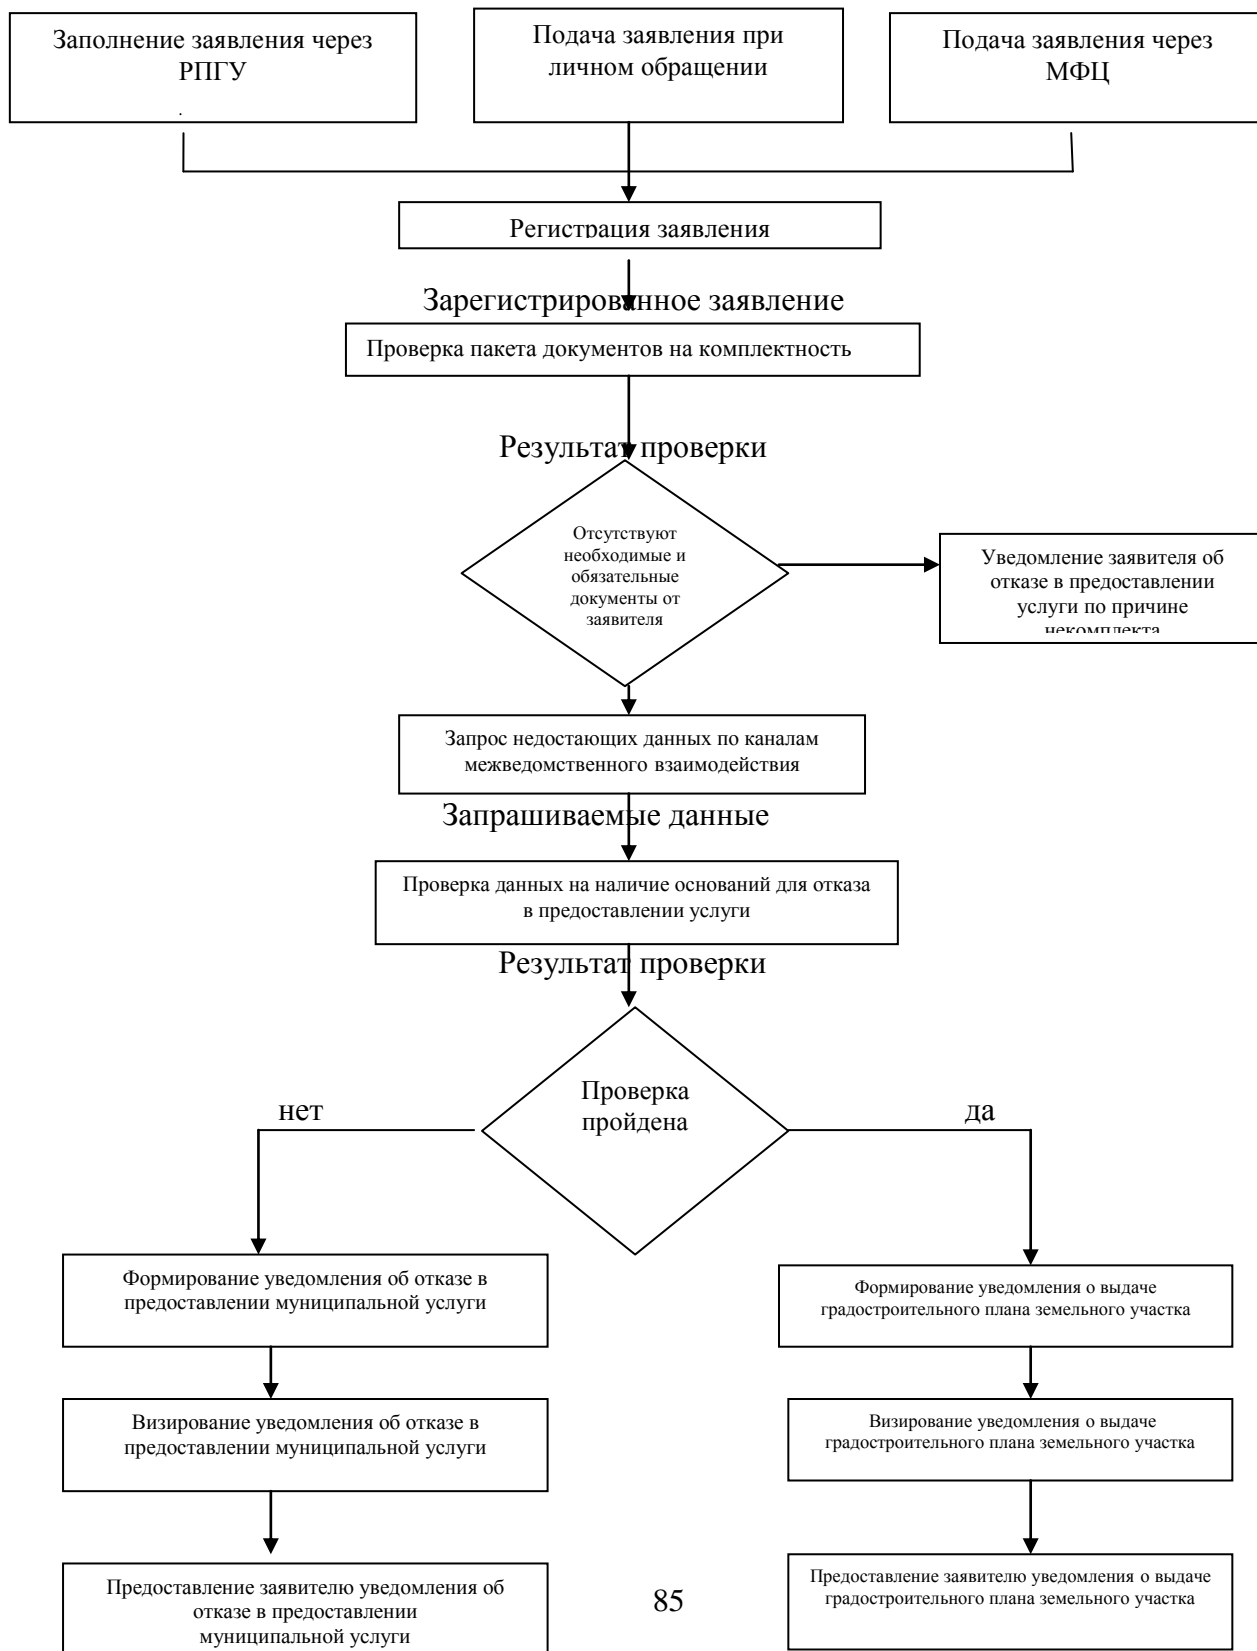 Заполнение заявления через
РПГУ
.
Подача заявления при
личном обращении
Подача заявления через
МФЦ
Регистрация заявления
Зарегистрированное заявление
Проверка пакета документов на комплектность
Результат проверки
Отсутствуют
необходимые и
обязательные
документы от
заявителя
Уведомление заявителя об
отказе в предоставлении
услуги по причине
некомплекта
Запрос недостающих данных по каналам
межведомственного взаимодействия
Запрашиваемые данные
Проверка данных на наличие оснований для отказа
в предоставлении услуги
Результат проверки
Проверка
пройдена
нет
да
Формирование уведомления об отказе в
предоставлении муниципальной услуги
Формирование уведомления о выдаче
градостроительного плана земельного участка
Визирование уведомления об отказе в
предоставлении муниципальной услуги
Визирование уведомления о выдаче
градостроительного плана земельного участка
Предоставление заявителю уведомления об
отказе в предоставлении
муниципальной услуги
Предоставление заявителю уведомления о выдаче
градостроительного плана земельного участка
85